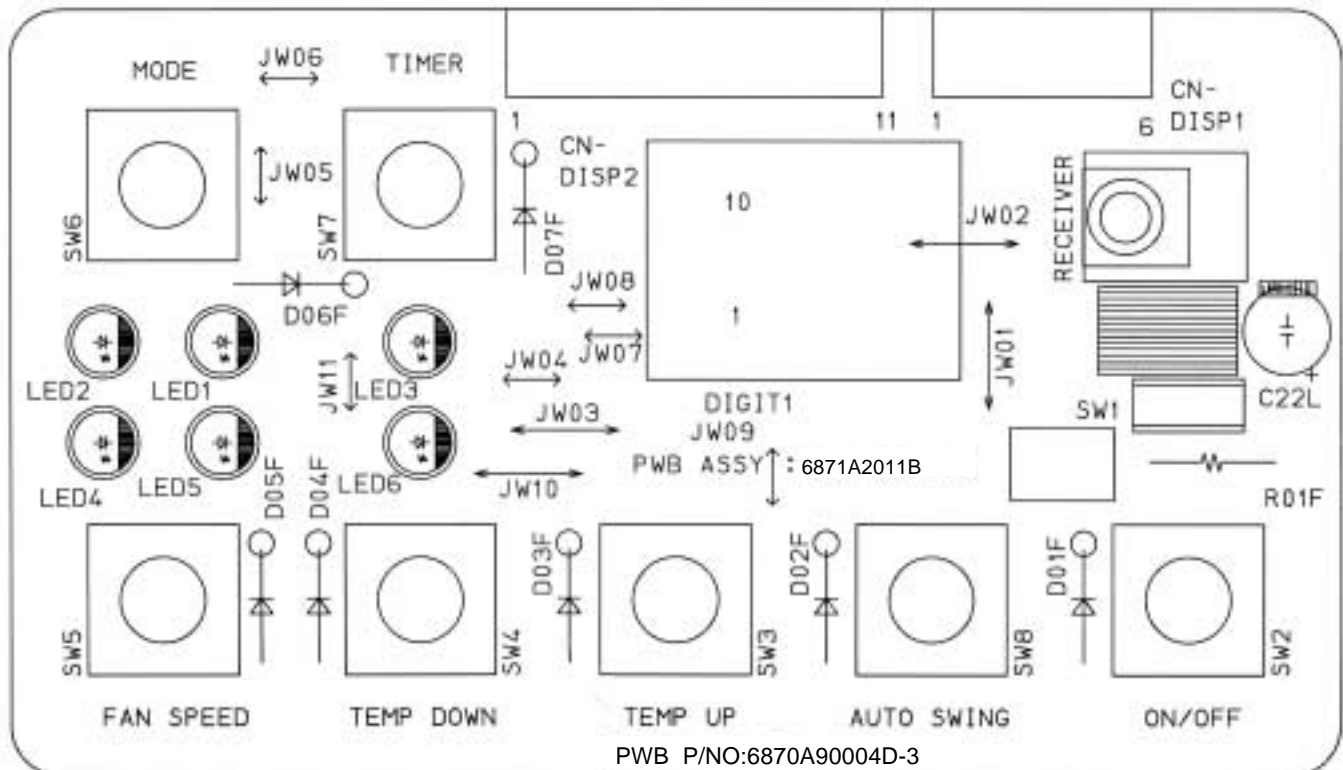 MODE
JW06
TIMER
CN-
DISP1
1
11
1
6
CN-
DISP2
JW05
SW6
SW7
D07F
10
JW02
RECEIVER
D06F
JW08
1
JW07
JW01
LED2
LED1
JW11
LED3
JW04
DIGIT1
SW1
C22L
+
JW03
JW09
PWB ASSY : 6871A2011B
LED4
LED5
D05F
D04F
LED6
JW10
R01F
D03F
D02F
D01F
SW5
SW4
SW3
SW8
SW2
FAN SPEED
TEMP DOWN
TEMP UP
AUTO SWING
ON/OFF
PWB P/NO:6870A90004D-3